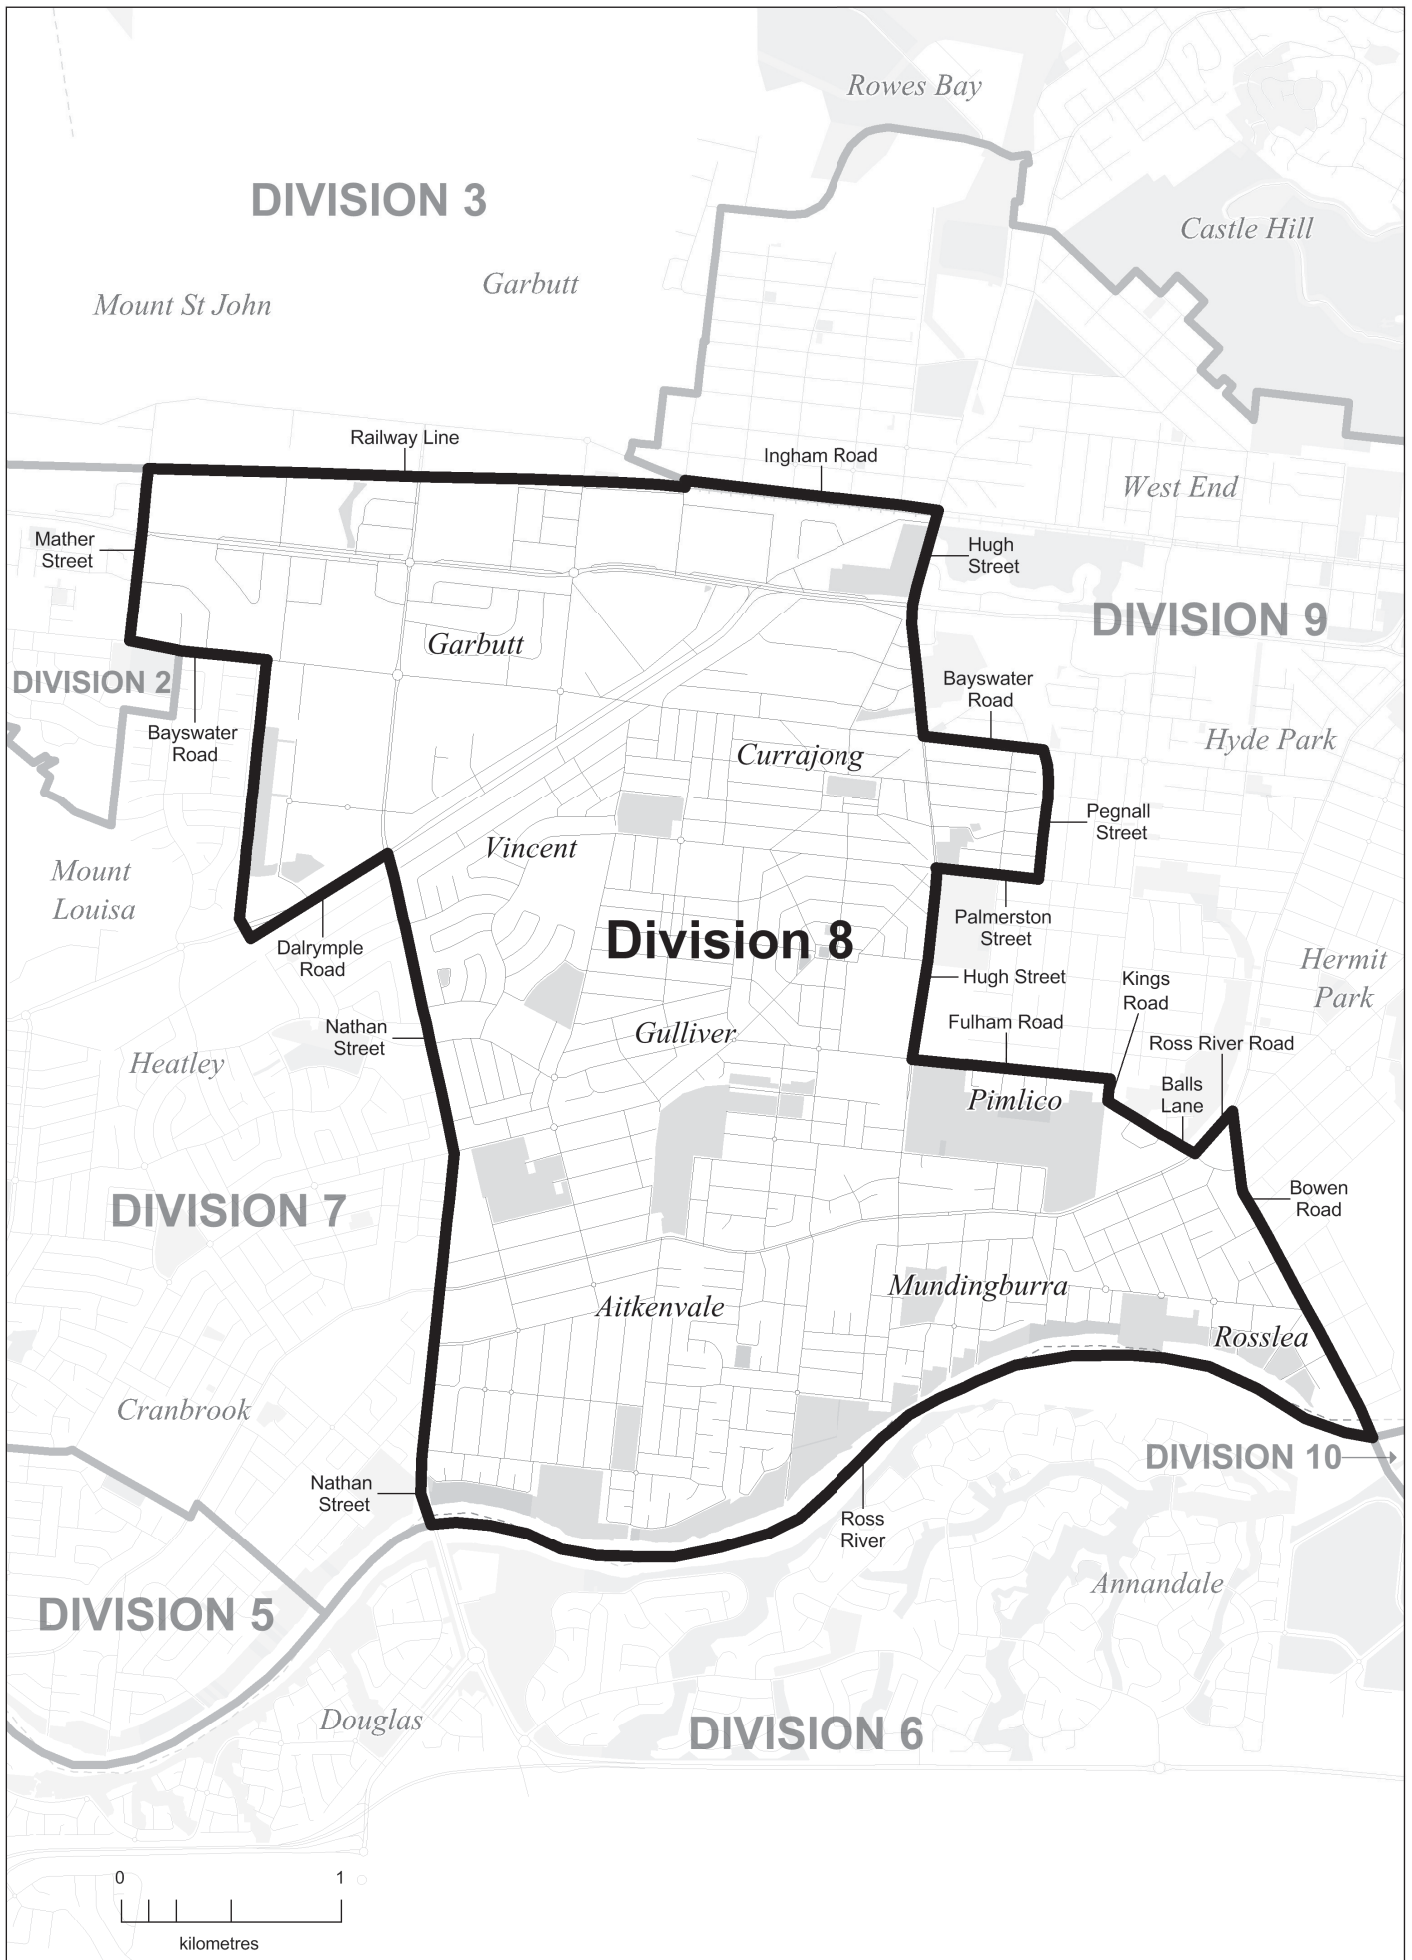 Rowes Bay
DIVISION 3
Castle Hill
Garbutt
Mount St John
Railway Line
Ingham Road
West End
Mather
Street
Hugh
Street
DIVISION 9
Garbutt
DIVISION 2
Bayswater
Road
Bayswater
Road
Hyde Park
Currajong
Pegnall
Street
Vincent
Mount
Louisa
Division 8
Palmerston
Street
Dalrymple
Road
Hermit
Park
Hugh Street
Kings
Road
Nathan
Street
Gulliver
Fulham Road
Ross River Road
Heatley
Balls
Lane
Pimlico
DIVISION 7
Bowen
Road
Mundingburra
Aitkenvale
Rosslea
Cranbrook
DIVISION 10
Nathan
Street
Ross
River
Annandale
DIVISION 5
Douglas
DIVISION 6
0 1
kilometres